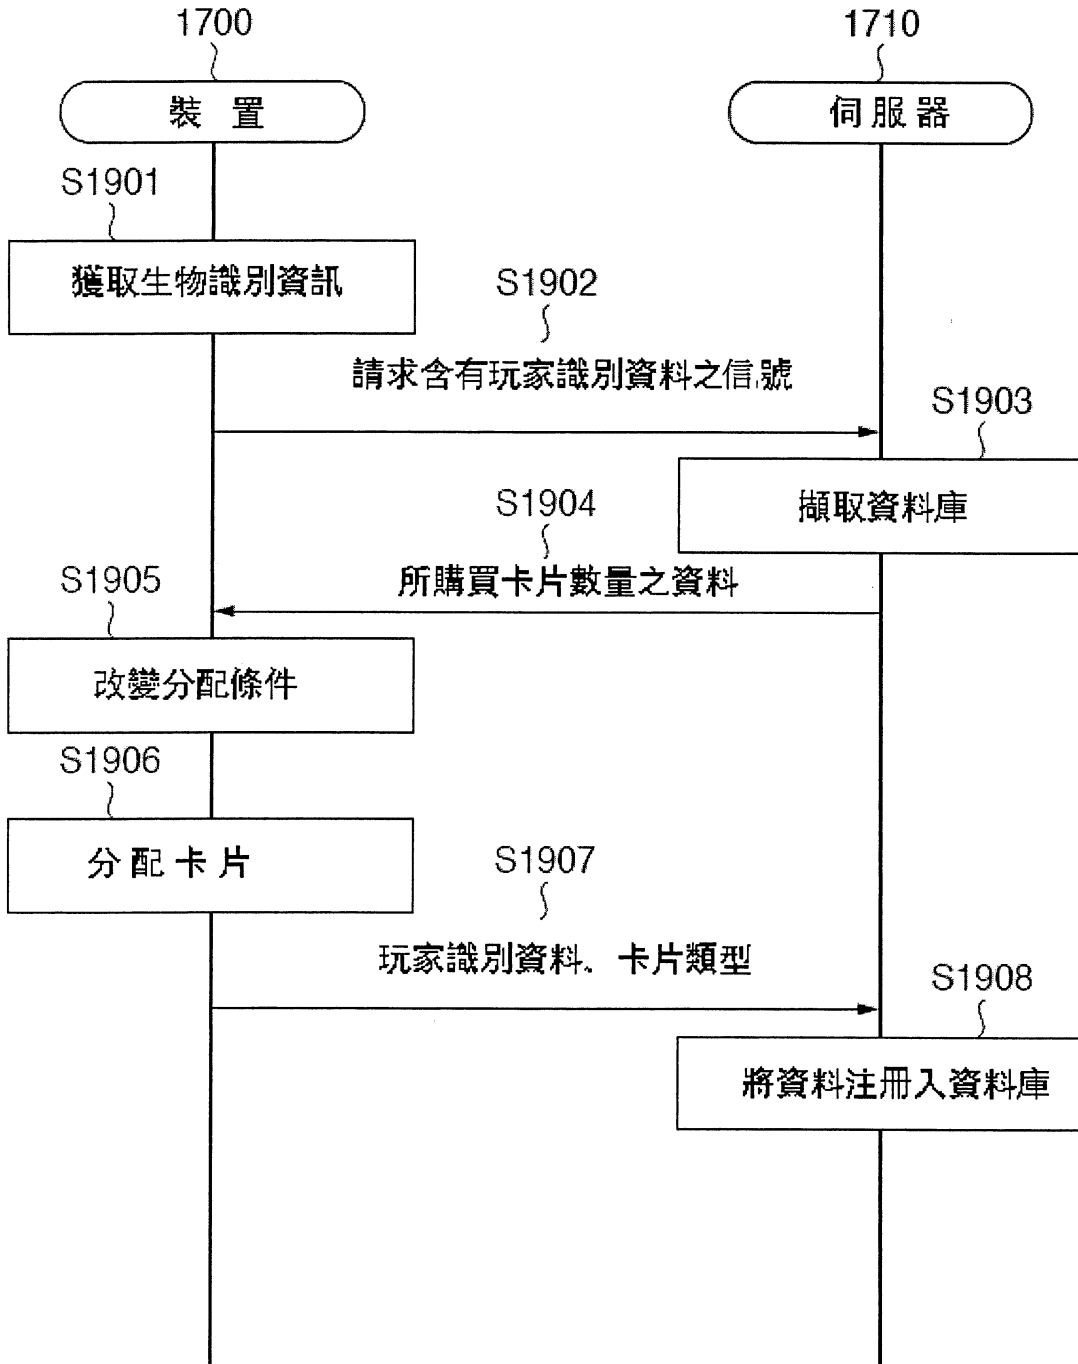 1700
1710
裝 置
伺服器
S1901
獲取生物識別資訊
S1902
請求含有玩家識別資料之信號
S1903
擷取資料庫
S1904
所購買卡片數量之資料
S1905
改變分配條件
S1906
分配卡片
S1907
玩家識別資料、卡片類型
S1908
將資料注冊入資料庫